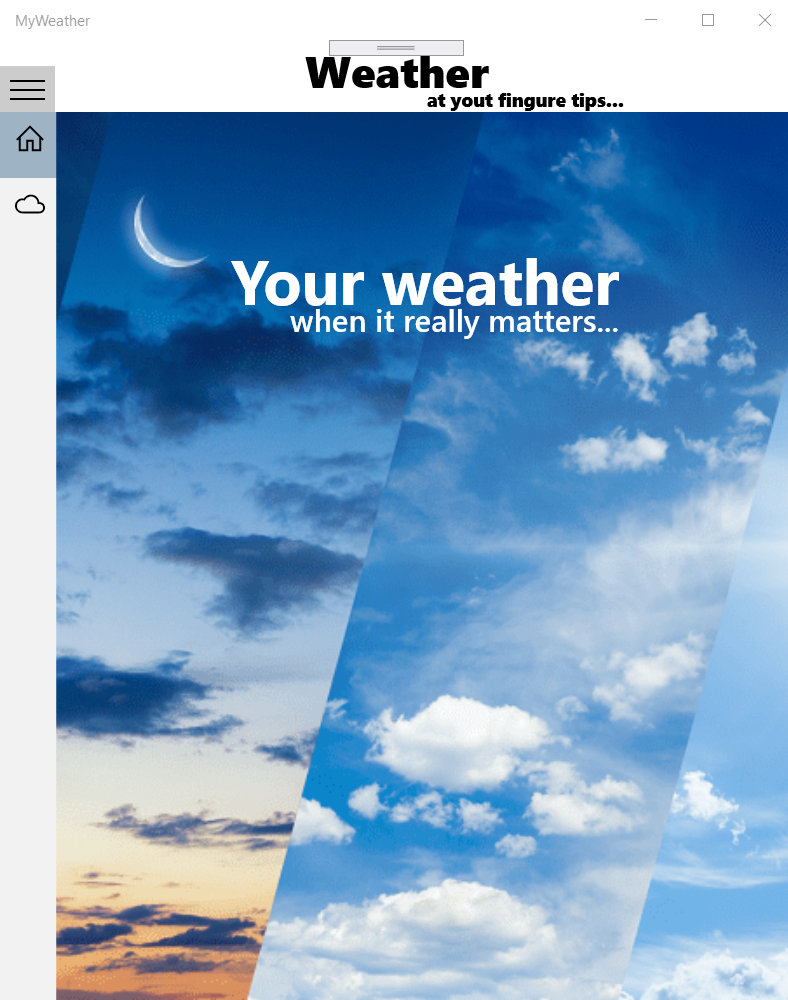 MyWeather
Weather
at yout fingure tips...
Your weather
when it really matters...